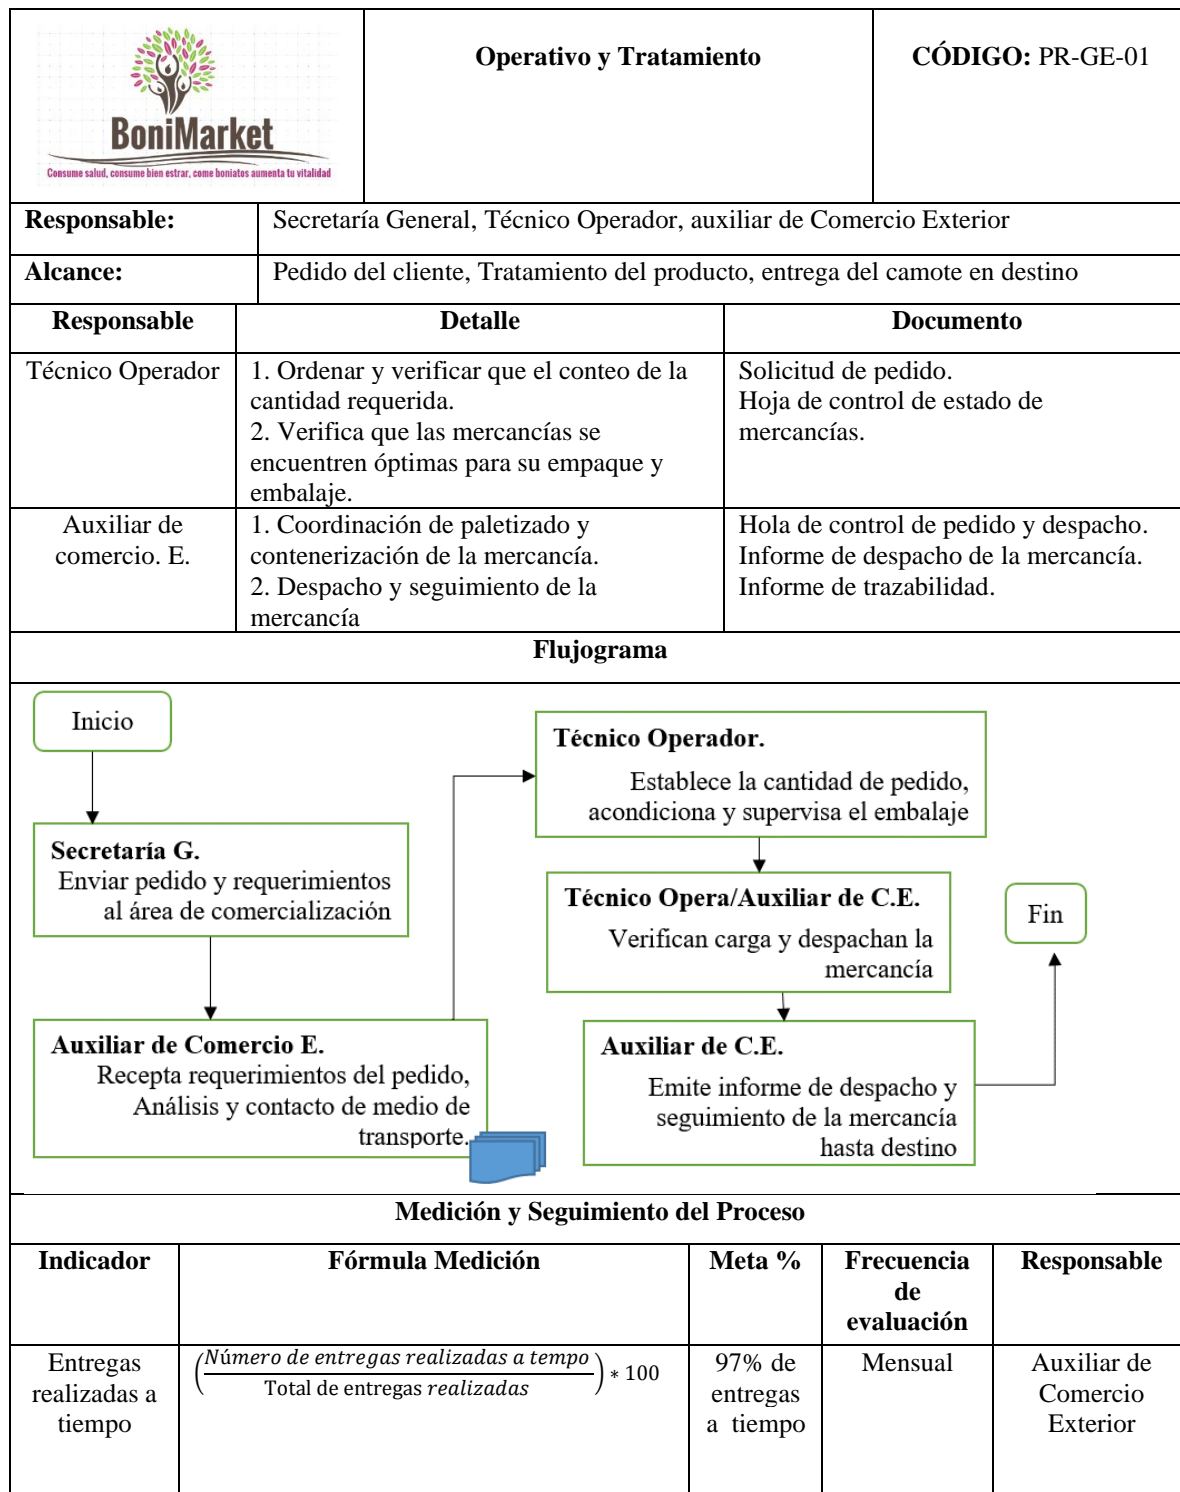 BoniMarket
Consume salud, consume bien estrar, come boniatos aumenta tu vitalidad
Operativo y Tratamiento
CÓDIGO: PR-GE-01
Responsable:
Secretaría General, Técnico Operador, auxiliar de Comercio Exterior
Alcance:
Pedido del cliente, Tratamiento del producto, entrega del camote en destino
Responsable
Detalle
Documento
Técnico Operador
1. Ordenar y verificar que el conteo de la
cantidad requerida.
2. Verifica que las mercancías se
encuentren óptimas para su empaque y
embalaje.
Solicitud de pedido.
Hoja de control de estado de
mercancías.
Auxiliar de
comercio. E.
1. Coordinación de paletizado y
contenerización de la mercancía.
2. Despacho y seguimiento de la
mercancía
Hola de control de pedido y despacho.
Informe de despacho de la mercancía.
Informe de trazabilidad.
Flujograma
Inicio
Secretaría G.
Enviar pedido y requerimientos
al área de comercialización
Auxiliar de Comercio E.
Recepta requerimientos del pedido,
Análisis y contacto de medio de
transporte.
Técnico Operador.
Establece la cantidad de pedido,
acondiciona y supervisa el embalaje
Técnico Opera/Auxiliar de C.E.
Verifican carga y despachan la
mercancía
Auxiliar de C.E.
Emite informe de despacho y
seguimiento de la mercancía
hasta destino
Fin
Medición y Seguimiento del Proceso
Indicador
Fórmula Medición
Meta %
Frecuencia
de
evaluación
Responsable
Entregas
realizadas a
tiempo
(Número de entregas realizadas a tempo / Total de entregas realizadas) * 100
97% de
entregas
a tiempo
Mensual
Auxiliar de
Comercio
Exterior